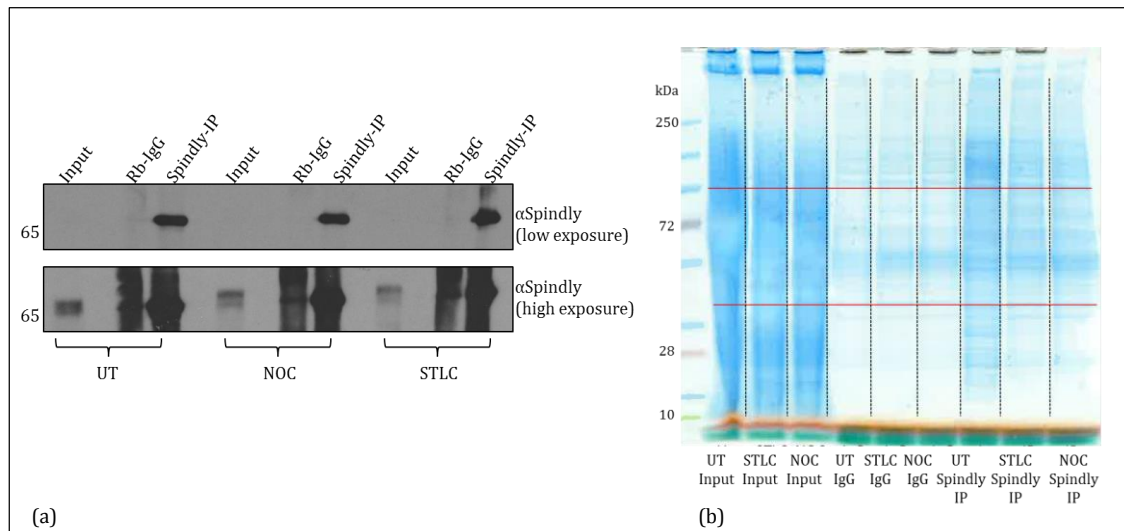 Input
Rb-IgG
Spindly-IP
Input
Rb-IgG
Spindly-IP
Input
Rb-IgG
Spindly-IP
65
αSpindly
(low exposure)
65
αSpindly
(high exposure)
UT
NOC
STLC
(a)
kDa
250
72
28
10
UT
Input
STLC
Input
NOC
Input
UT
IgG
STLC
IgG
NOC
IgG
UT
Spindly
IP
STLC
Spindly
IP
NOC
Spindly
IP
(b)